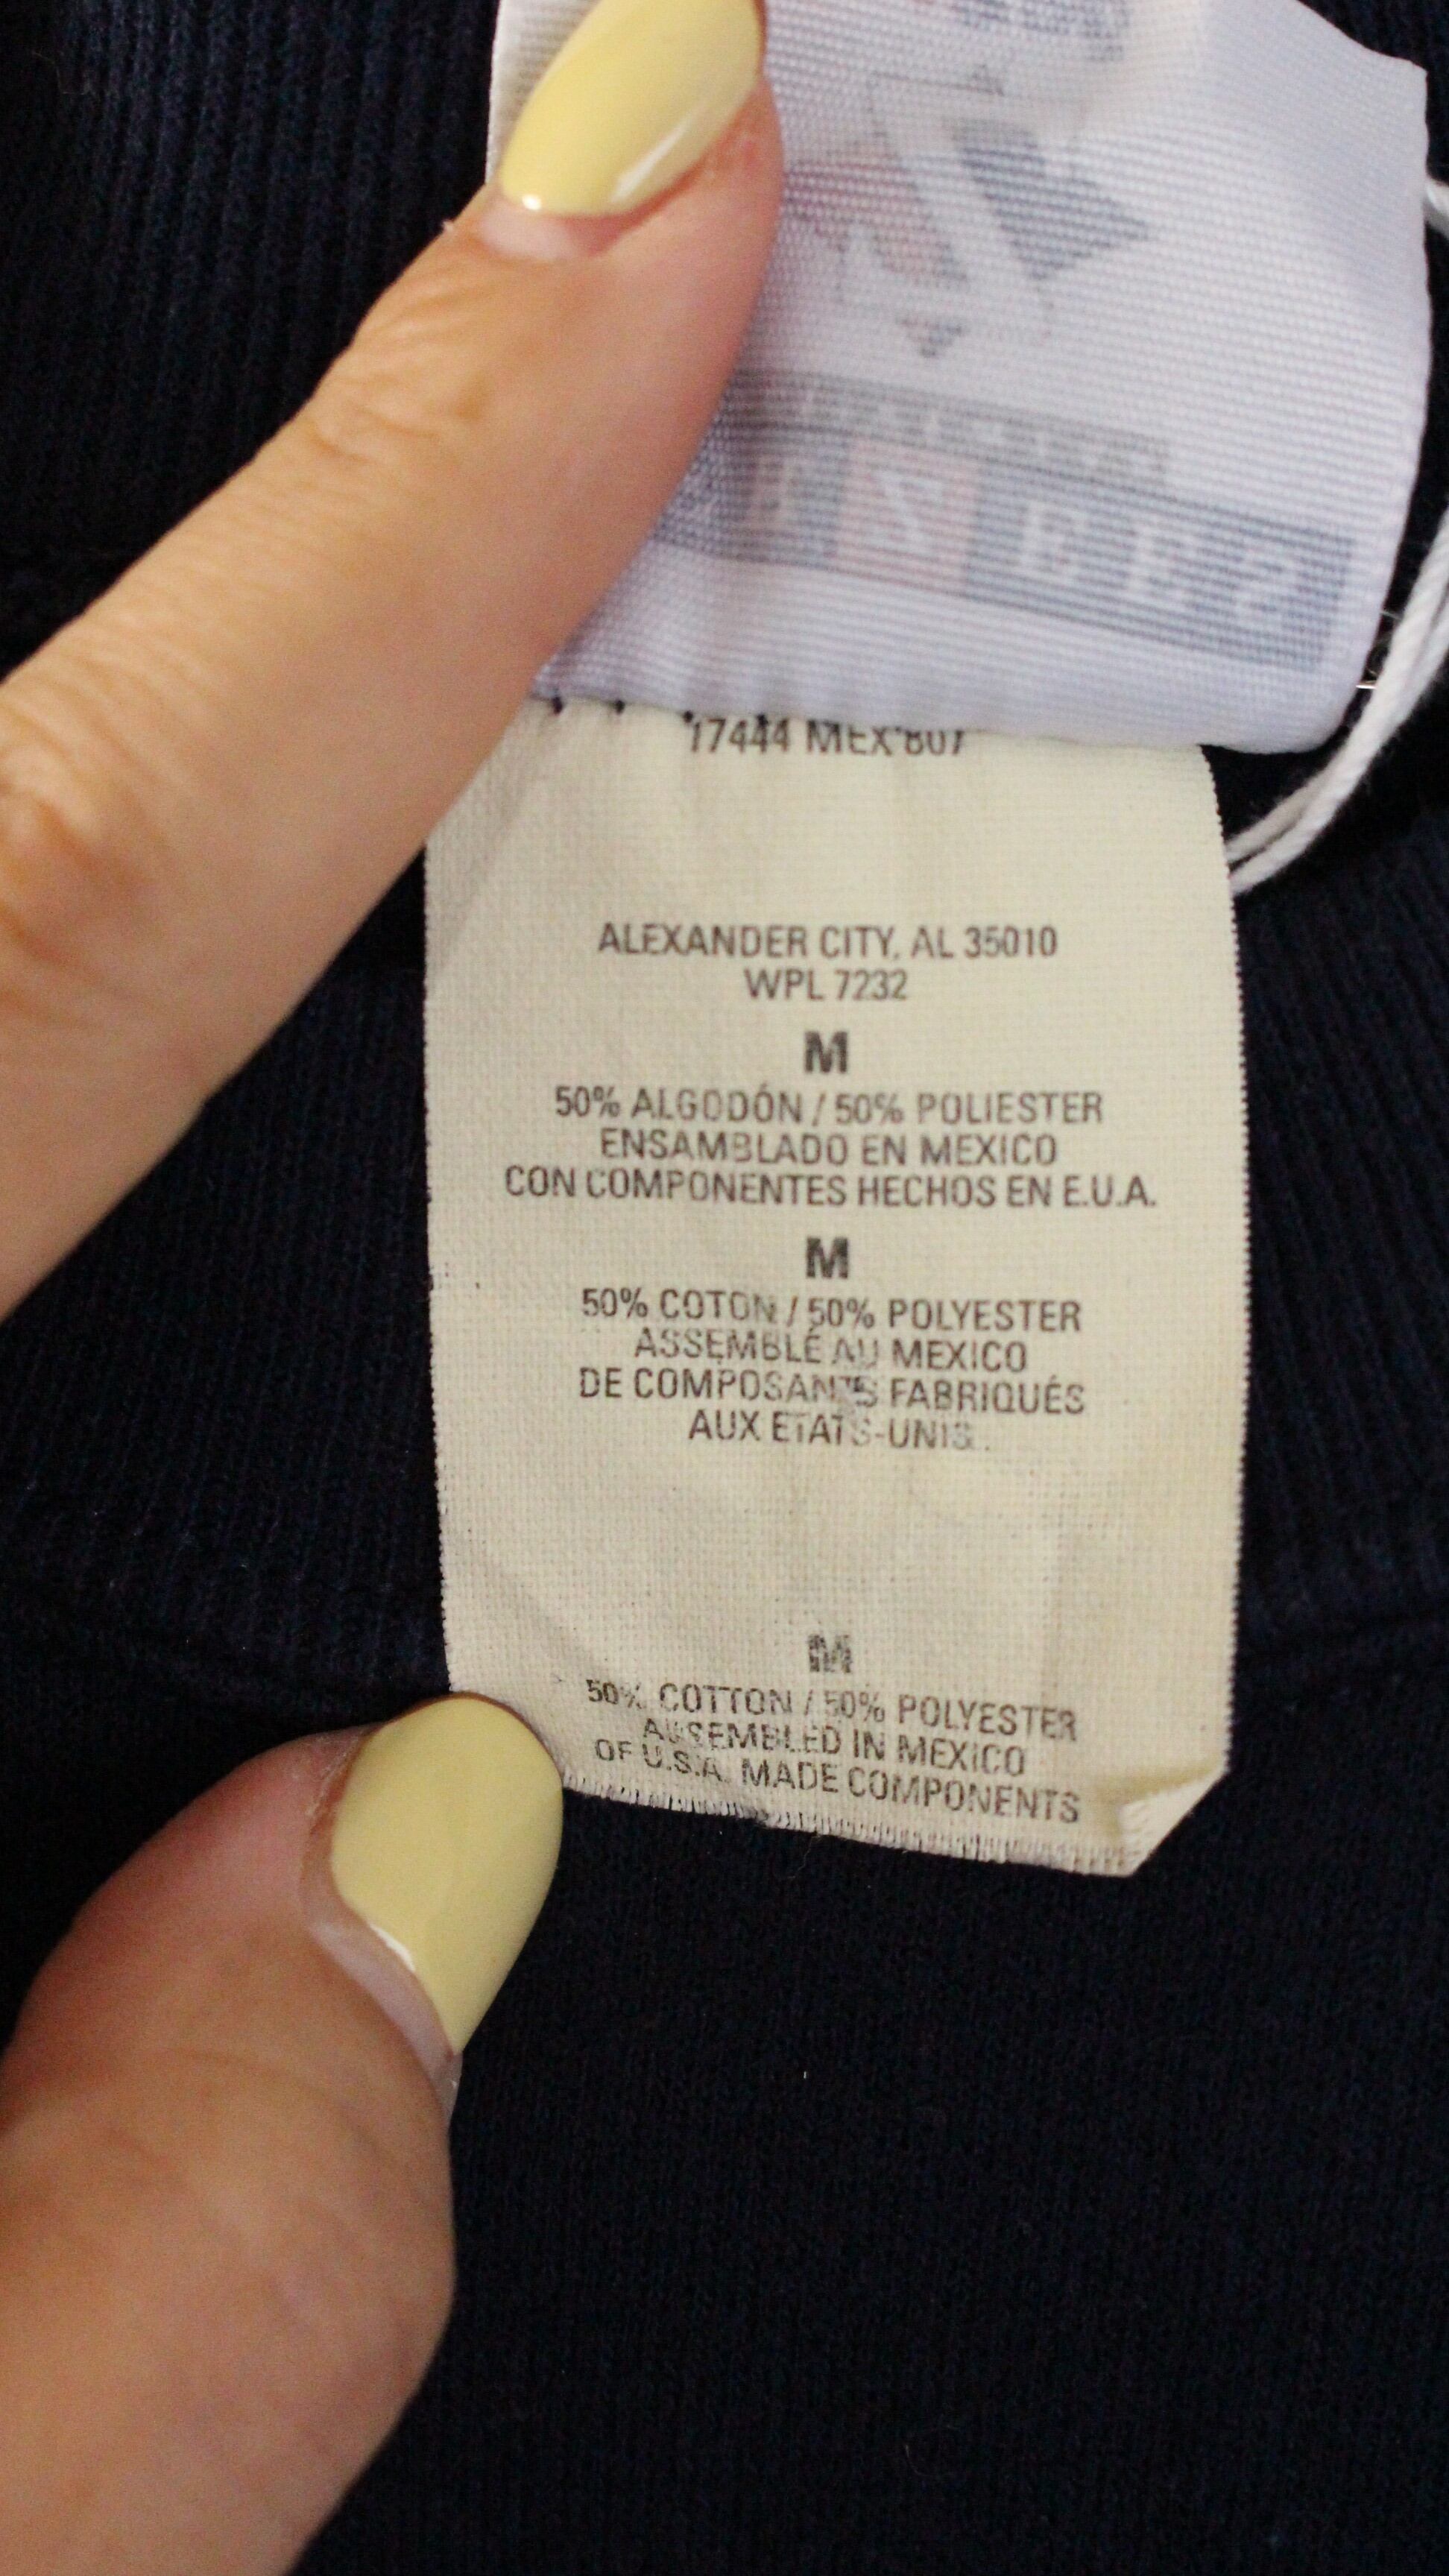 17444 MEX 807
ALEXANDER CITY, AL 35010
WPL 7232
M
50% ALGODÓN / 50% POLIESTER
ENSAMBLADO EN MEXICO
CON COMPONENTES HECHOS EN E.U.A.
M
50% COTON / 50% POLYESTER
ASSEMBLÉ AU MEXICO
DE COMPOSANTS FABRIQUÉS
AUX ETATS-UNIS
M
50% COTTON / 50% POLYESTER
ASSEMBLED IN MEXICO
OF U.S.A. MADE COMPONENTS